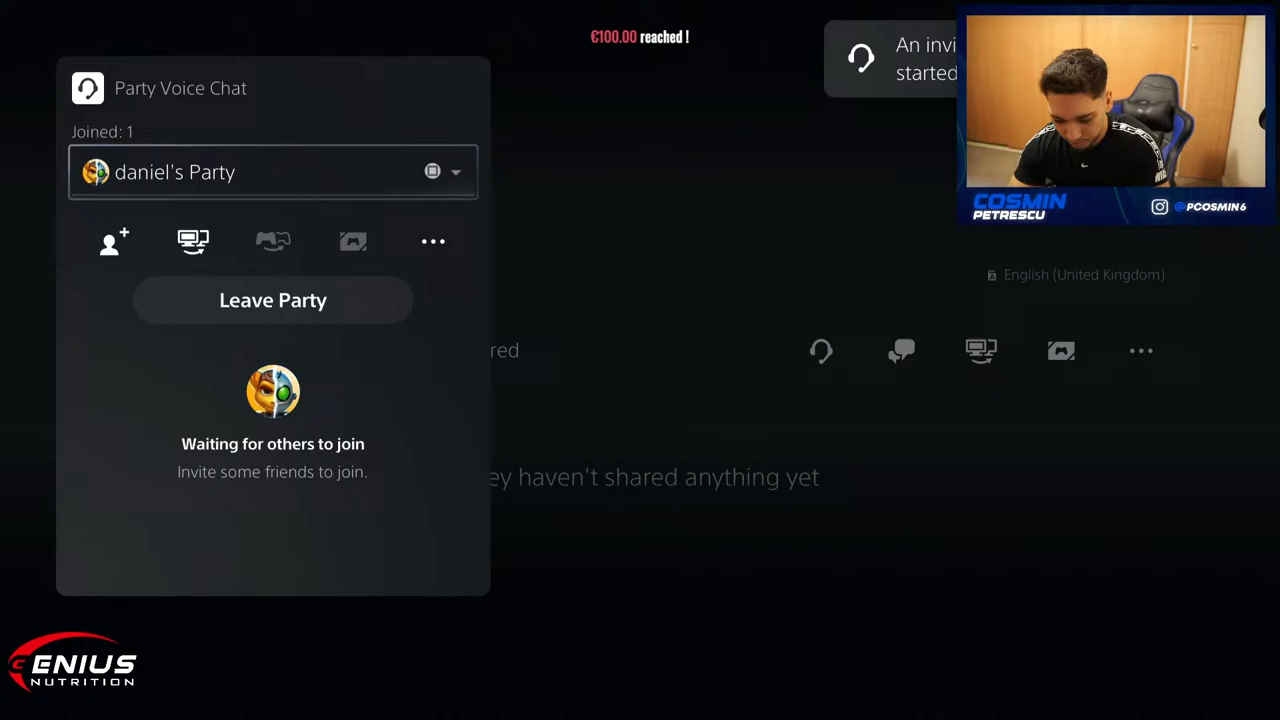 €100.00 reached !
An invi
started
Party Voice Chat
Joined: 1
daniel's Party
Leave Party
Waiting for others to join
Invite some friends to join.
COSMIN
PETRESCU
@PCOSMIN6
English (United Kingdom)
red
ey haven't shared anything yet
GENIUS
NUTRITION